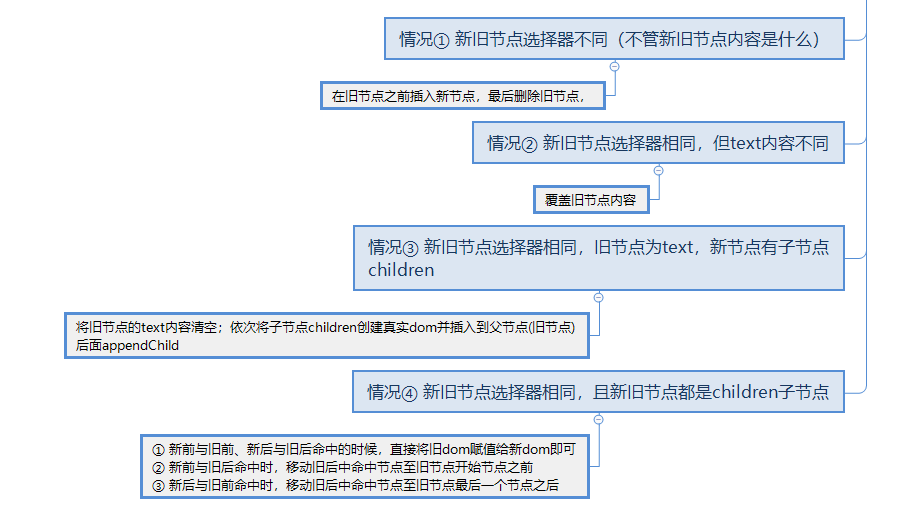 情况① 新旧节点选择器不同（不管新旧节点内容是什么）
在旧节点之前插入新节点，最后删除旧节点，
情况② 新旧节点选择器相同，但text内容不同
覆盖旧节点内容
情况③ 新旧节点选择器相同，旧节点为text，新节点有子节点
children
将旧节点的text内容清空；依次将子节点children创建真实dom并插入到父节点(旧节点)
后面appendChild
情况④ 新旧节点选择器相同，且新旧节点都是children子节点
① 新前与旧前、新后与旧后命中的时候，直接将旧dom赋值给新dom即可
② 新前与旧后命中时，移动旧后中命中节点至旧节点开始节点之前
③ 新后与旧前命中时，移动旧后中命中节点至旧节点最后一个节点之后